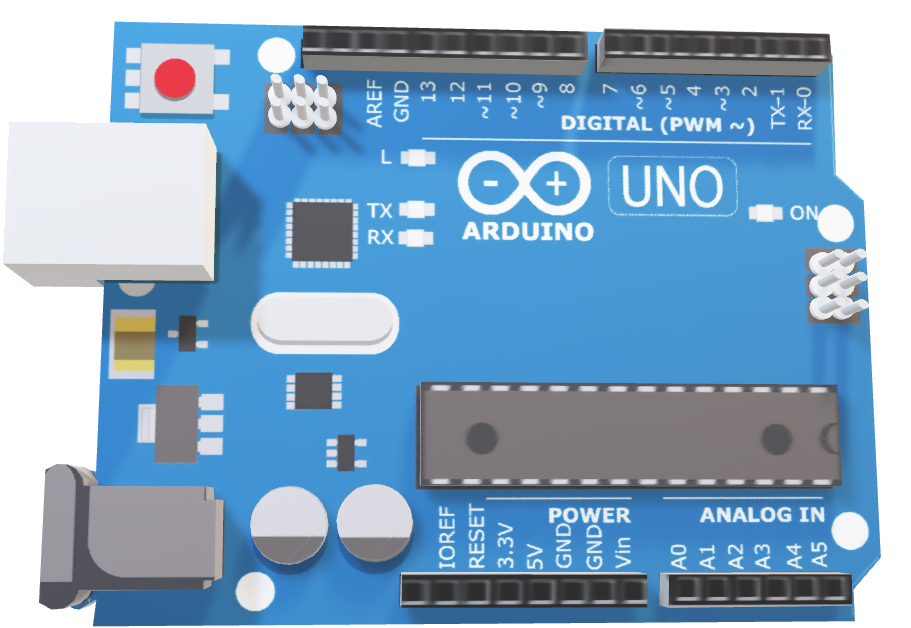 AREF
GND
13
12
~11
~10
~9
8
7
~6
~5
4
~3
2
TX-1
RX-0
DIGITAL (PWM ~)
L
TX
RX
- +
ARDUINO
UNO
ON
POWER
ANALOG IN
IOREF
RESET
3.3V
5V
GND
GND
Vin
A0
A1
A2
A3
A4
A5